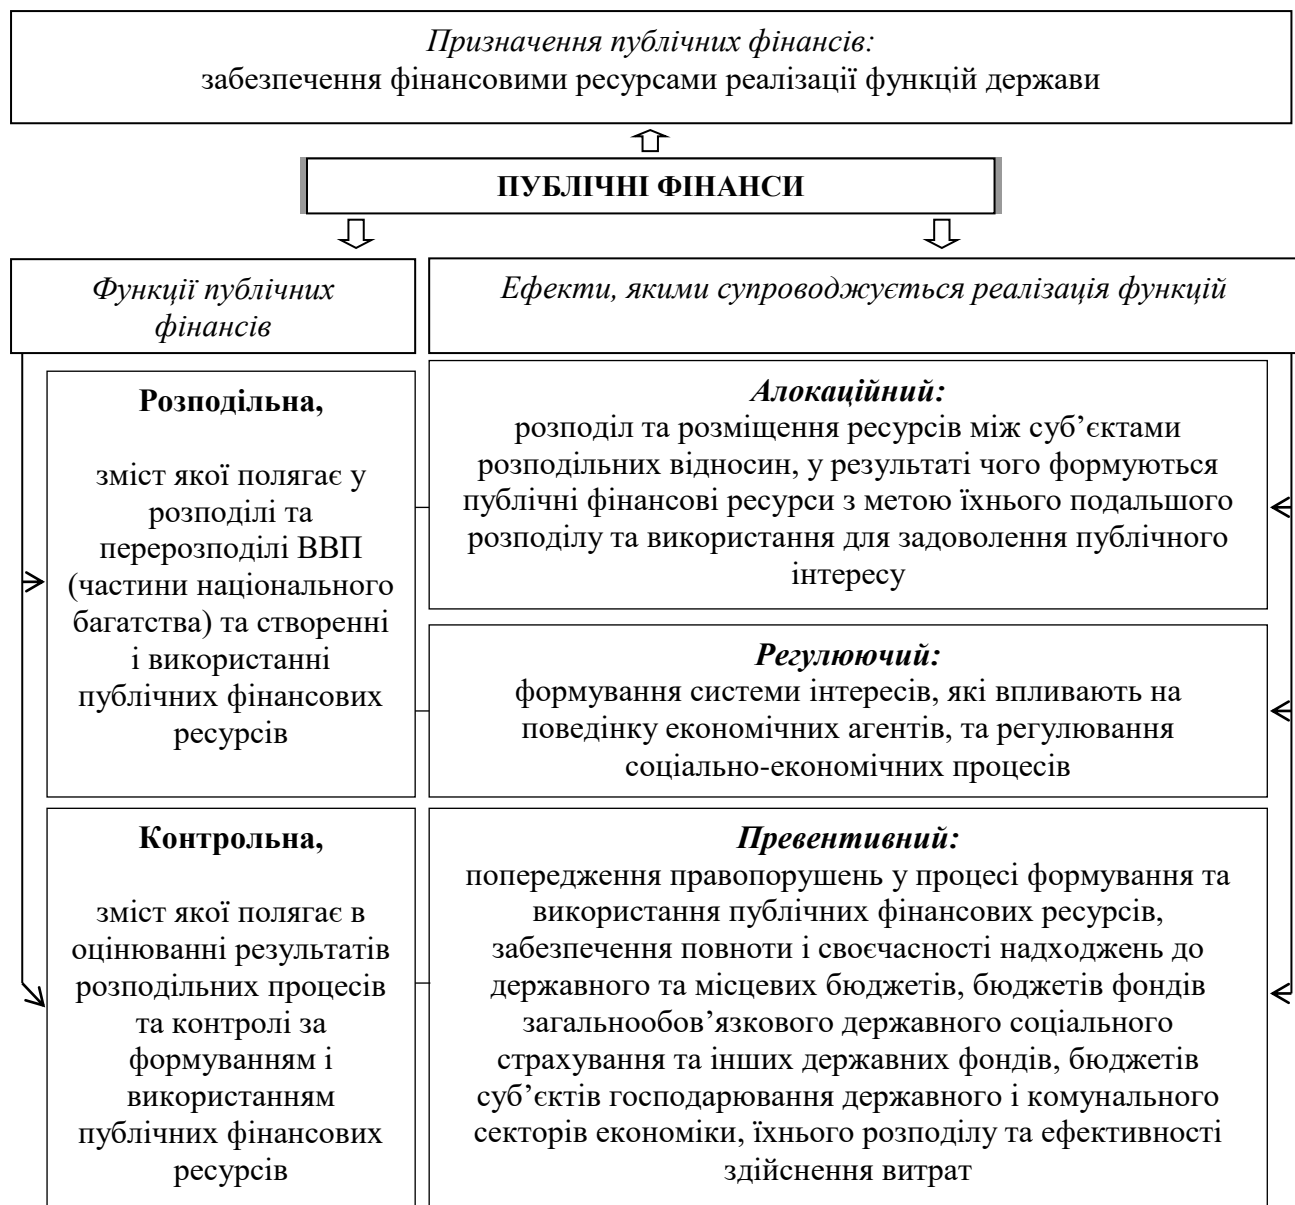 Призначення публічних фінансів:
забезпечення фінансовими ресурсами реалізації функцій держави
ПУБЛІЧНІ ФІНАНСИ
Функції публічних
фінансів
Ефекти, якими супроводжується реалізація функцій
Розподільна,
зміст якої полягає у
розподілі та
перерозподілі ВВП
(частини національного
багатства) та створенні
і використанні
публічних фінансових
ресурсів
Алокаційний:
розподіл та розміщення ресурсів між суб’єктами
розподільних відносин, у результаті чого формуються
публічні фінансові ресурси з метою їхнього подальшого
розподілу та використання для задоволення публічного
інтересу
Регулюючий:
формування системи інтересів, які впливають на
поведінку економічних агентів, та регулювання
соціально-економічних процесів
Контрольна,
зміст якої полягає в
оцінюванні результатів
розподільних процесів
та контролі за
формуванням і
використанням
публічних фінансових
ресурсів
Превентивний:
попередження правопорушень у процесі формування та
використання публічних фінансових ресурсів,
забезпечення повноти і своєчасності надходжень до
державного та місцевих бюджетів, бюджетів фондів
загальнообов’язкового державного соціального
страхування та інших державних фондів, бюджетів
суб’єктів господарювання державного і комунального
секторів економіки, їхнього розподілу та ефективності
здійснення витрат